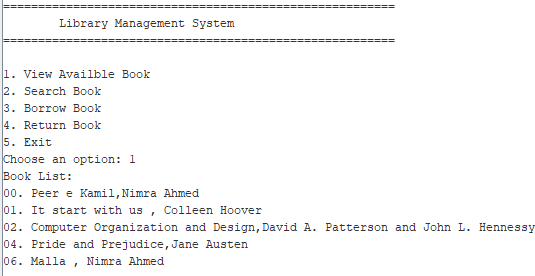 ========================================================
Library Management System
========================================================
1. View Availble Book
2. Search Book
3. Borrow Book
4. Return Book
5. Exit
Choose an option: 1
Book List:
00. Peer e Kamil,Nimra Ahmed
01. It start with us , Colleen Hoover
02. Computer Organization and Design,David A. Patterson and John L. Hennessy
04. Pride and Prejudice,Jane Austen
06. Malla , Nimra Ahmed